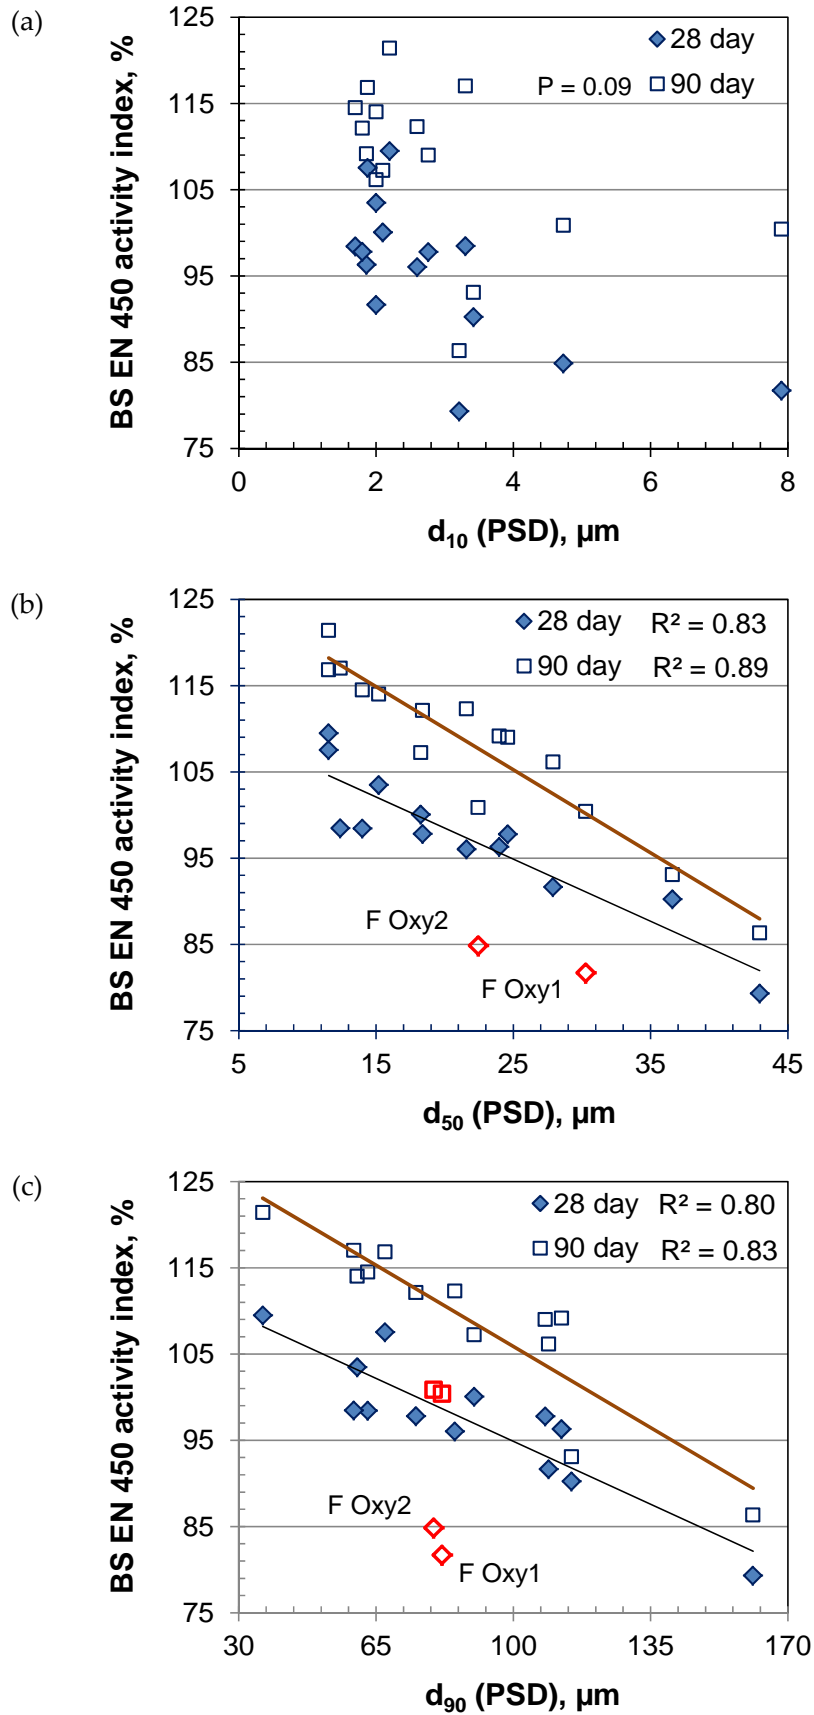 (a)
BS EN 450 activity index, %
125
115
105
95
85
75
28 day
P = 0.09 90 day
0 2 4 6 8
d₁₀ (PSD), µm
(b)
BS EN 450 activity index, %
125
115
105
95
85
75
28 day R² = 0.83
90 day R² = 0.89
F Oxy2
F Oxy1
5 15 25 35 45
d₅₀ (PSD), µm
(c)
BS EN 450 activity index, %
125
115
105
95
85
75
28 day R² = 0.80
90 day R² = 0.83
F Oxy2
F Oxy1
30 65 100 135 170
d₉₀ (PSD), µm